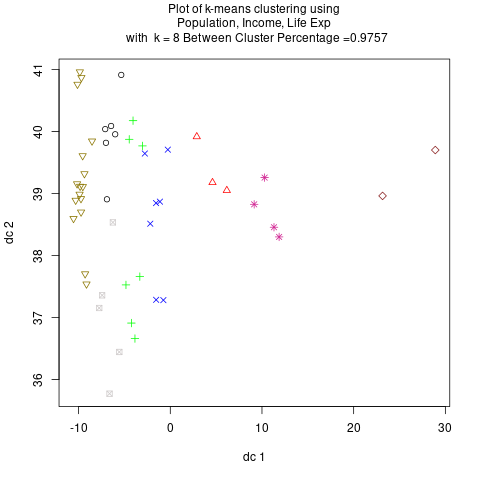 Plot of k-means clustering using
Population, Income, Life Exp
with k = 8 Between Cluster Percentage =0.9757
41
40
39
38
37
36
dc 2
-10 0 10 20 30
dc 1